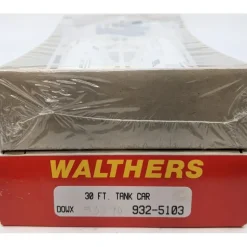 WALTHERS
30 FT. TANK CAR
DOWX 932-5103